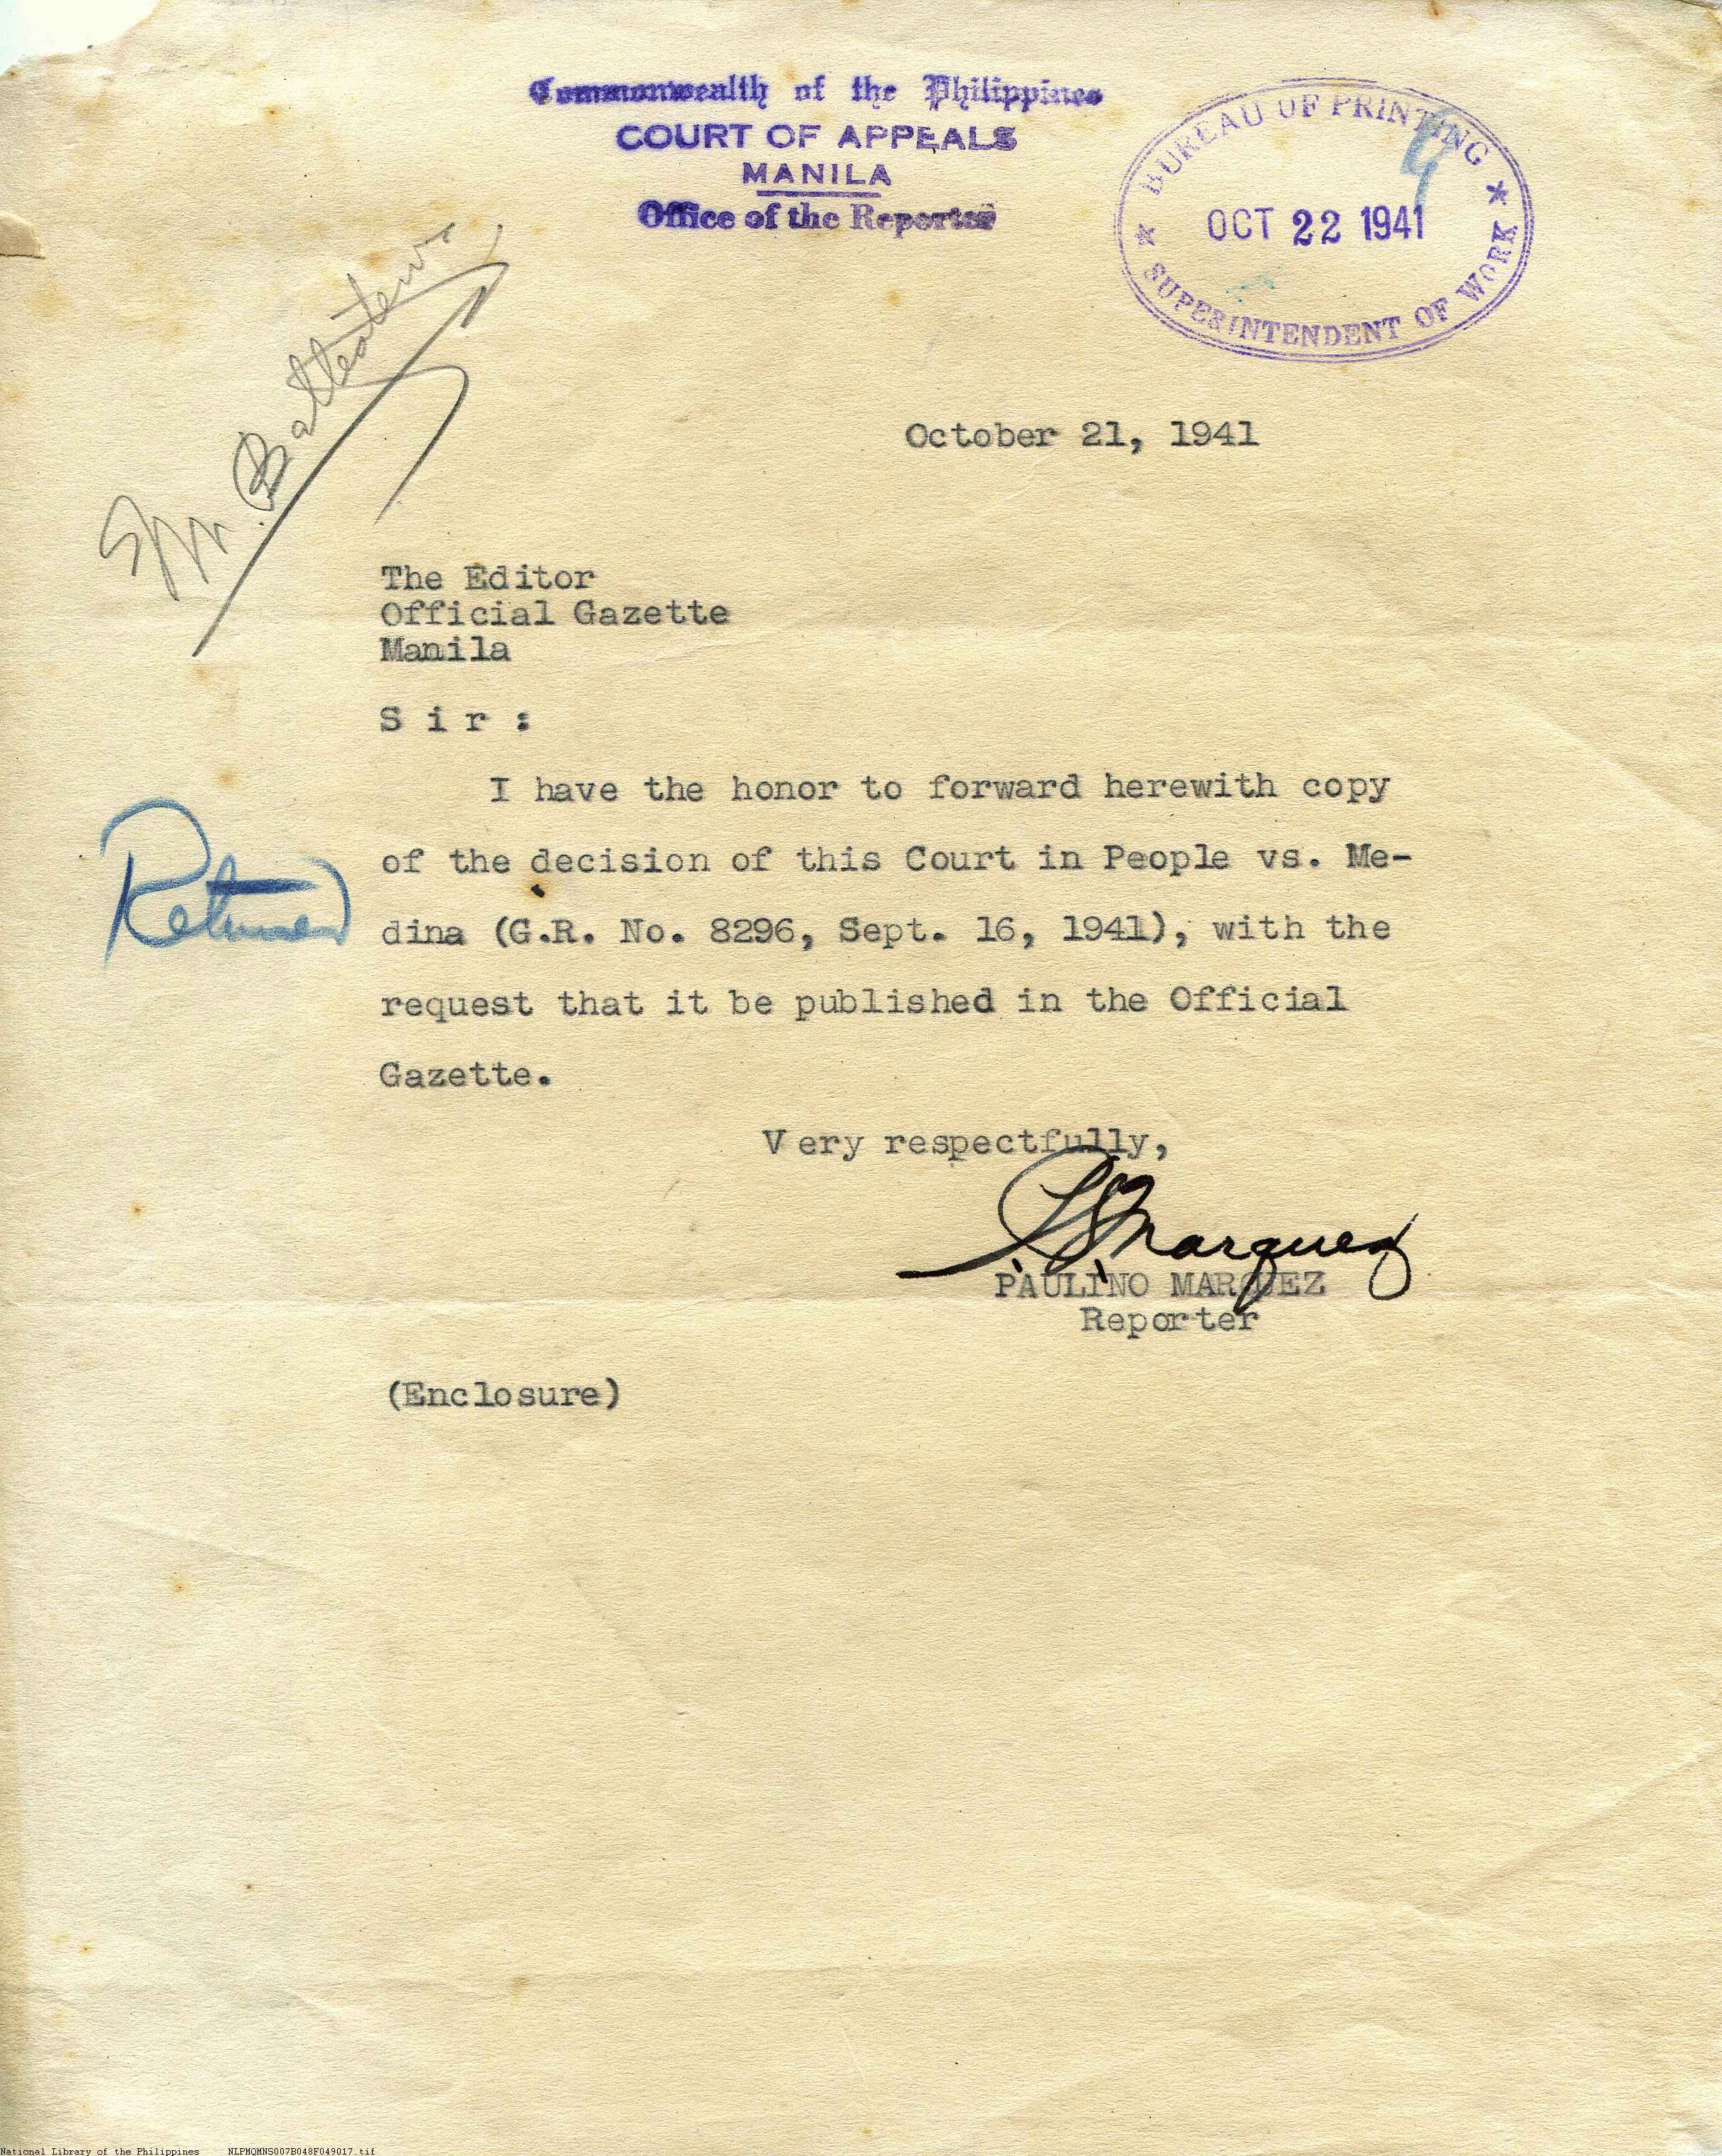 Commonwealth of the Philippines
COURT OF APPEALS
MANILA
Office of the Reporter
BUREAU OF PRINTING
OCT 22 1941
SUPERINTENDENT OF WORK
October 21, 1941
The Editor
Official Gazette
Manila
S i r :
I have the honor to forward herewith copy
of the decision of this Court in People vs. Me-
dina (G.R. No. 8296, Sept. 16, 1941), with the
request that it be published in the Official
Gazette.
Returned
Very respectfully,
P. S. Marquez
PAULINO MARQUEZ
Reporter
(Enclosure)
National Library of the Philippines NLPMQMNS007B048F049017.tif